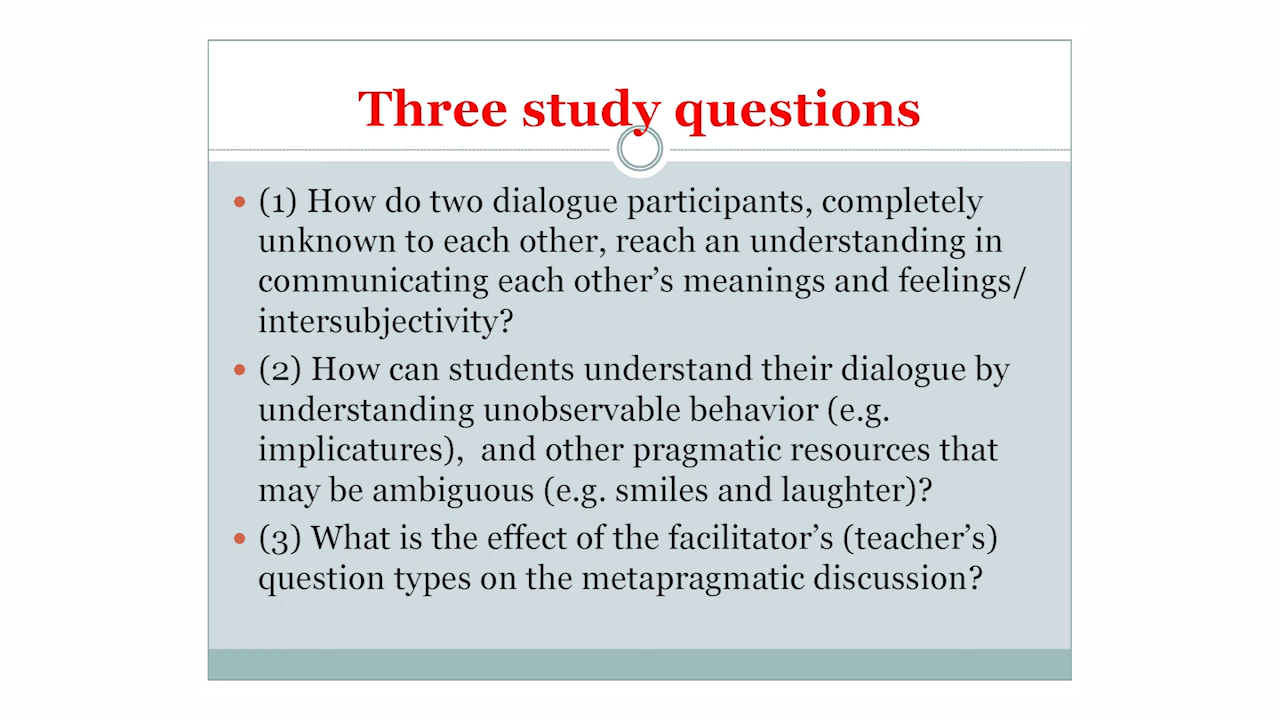 Three study questions
• (1) How do two dialogue participants, completely
unknown to each other, reach an understanding in
communicating each other’s meanings and feelings/
intersubjectivity?
• (2) How can students understand their dialogue by
understanding unobservable behavior (e.g.
implicatures),  and other pragmatic resources that
may be ambiguous (e.g. smiles and laughter)?
• (3) What is the effect of the facilitator’s (teacher’s)
question types on the metapragmatic discussion?